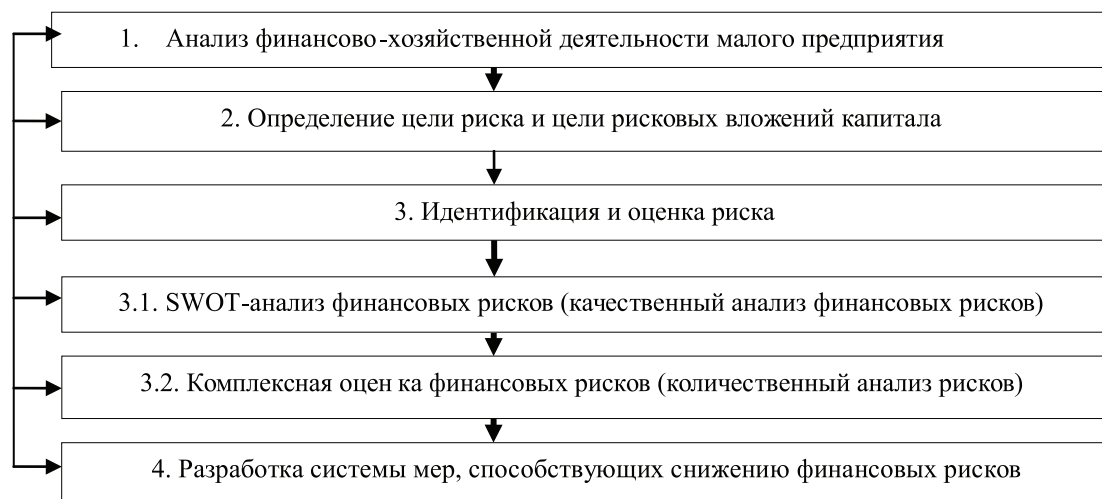 1. Анализ финансово-хозяйственной деятельности малого предприятия
2. Определение цели риска и цели рисковых вложений капитала
3. Идентификация и оценка риска
3.1. SWOT-анализ финансовых рисков (качественный анализ финансовых рисков)
3.2. Комплексная оцен ка финансовых рисков (количественный анализ рисков)
4. Разработка системы мер, способствующих снижению финансовых рисков